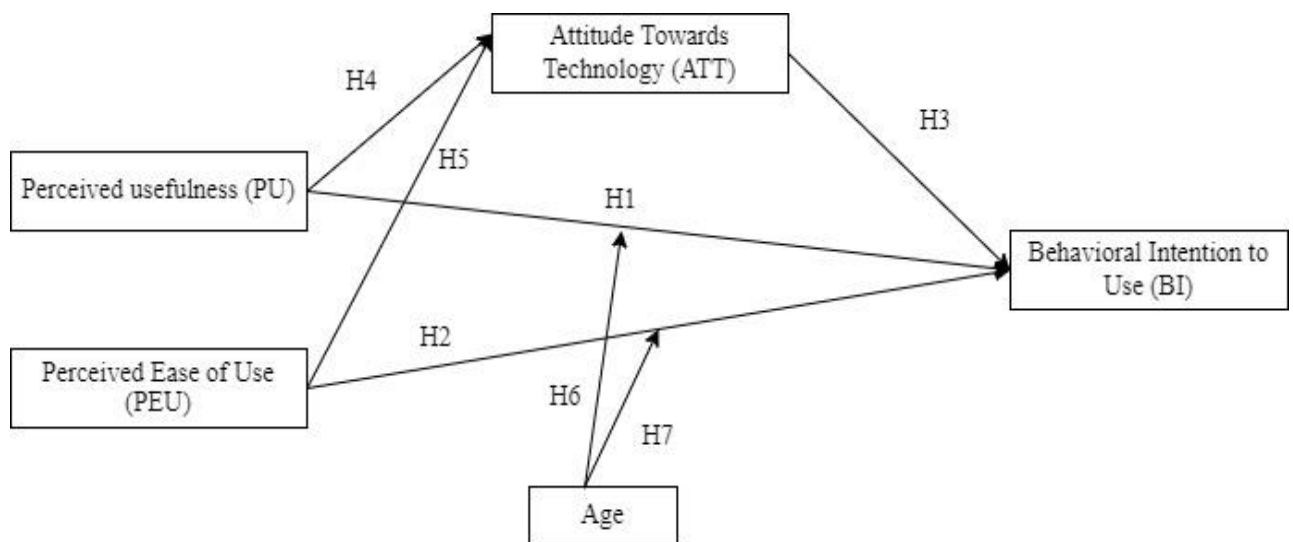 Attitude Towards
Technology (ATT)
H4
H3
H5
Perceived usefulness (PU)
H1
Behavioral Intention to
Use (BI)
H2
Perceived Ease of Use
(PEU)
H6
H7
Age